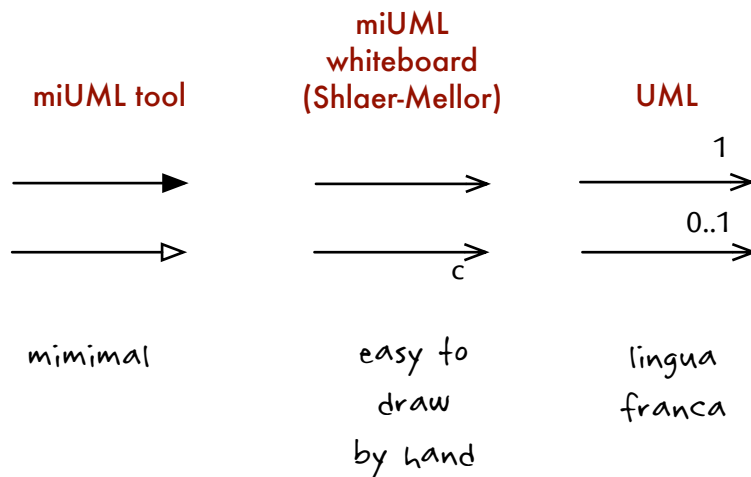 miUML tool
miUML
whiteboard
(Shlaer-Mellor)
UML
1
0..1
c
mimimal
easy to
draw
by hand
lingua
franca